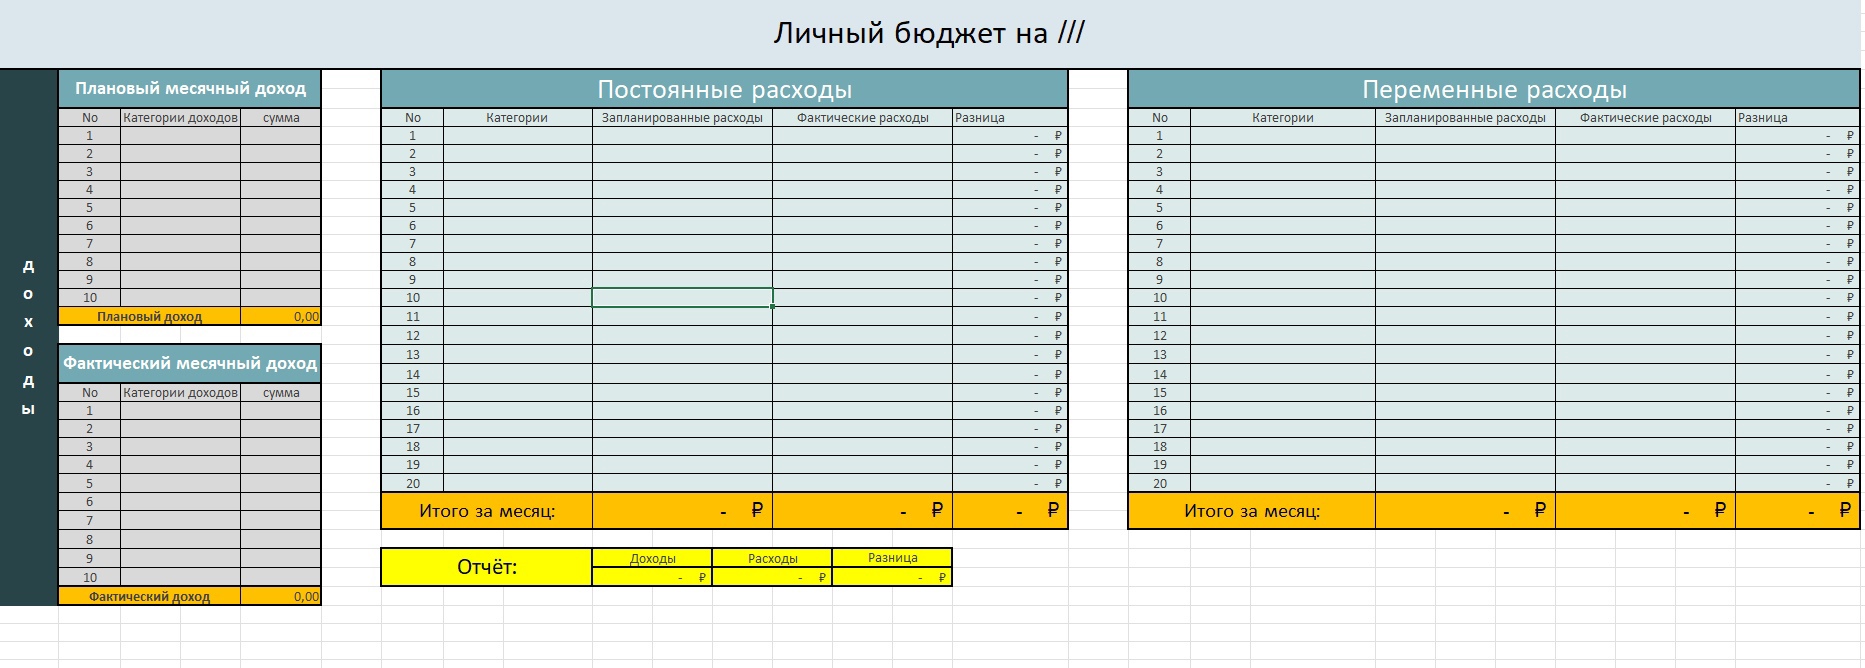 Личный бюджет на ///
Плановый месячный доход
No Категории доходов сумма
1
2
3
4
5
6
7
8
9
10
Плановый доход 0,00
Фактический месячный доход
No Категории доходов сумма
1
2
3
4
5
6
7
8
9
10
Фактический доход 0,00
д
о
х
о
д
ы
Постоянные расходы
No Категории Запланированные расходы Фактические расходы Разница
1 - ₽
2 - ₽
3 - ₽
4 - ₽
5 - ₽
6 - ₽
7 - ₽
8 - ₽
9 - ₽
10 - ₽
11 - ₽
12 - ₽
13 - ₽
14 - ₽
15 - ₽
16 - ₽
17 - ₽
18 - ₽
19 - ₽
20 - ₽
Итого за месяц: - ₽ - ₽ - ₽
Отчёт:
Доходы Расходы Разница
- ₽ - ₽ - ₽
Переменные расходы
No Категории Запланированные расходы Фактические расходы Разница
1 - ₽
2 - ₽
3 - ₽
4 - ₽
5 - ₽
6 - ₽
7 - ₽
8 - ₽
9 - ₽
10 - ₽
11 - ₽
12 - ₽
13 - ₽
14 - ₽
15 - ₽
16 - ₽
17 - ₽
18 - ₽
19 - ₽
20 - ₽
Итого за месяц: - ₽ - ₽ - ₽